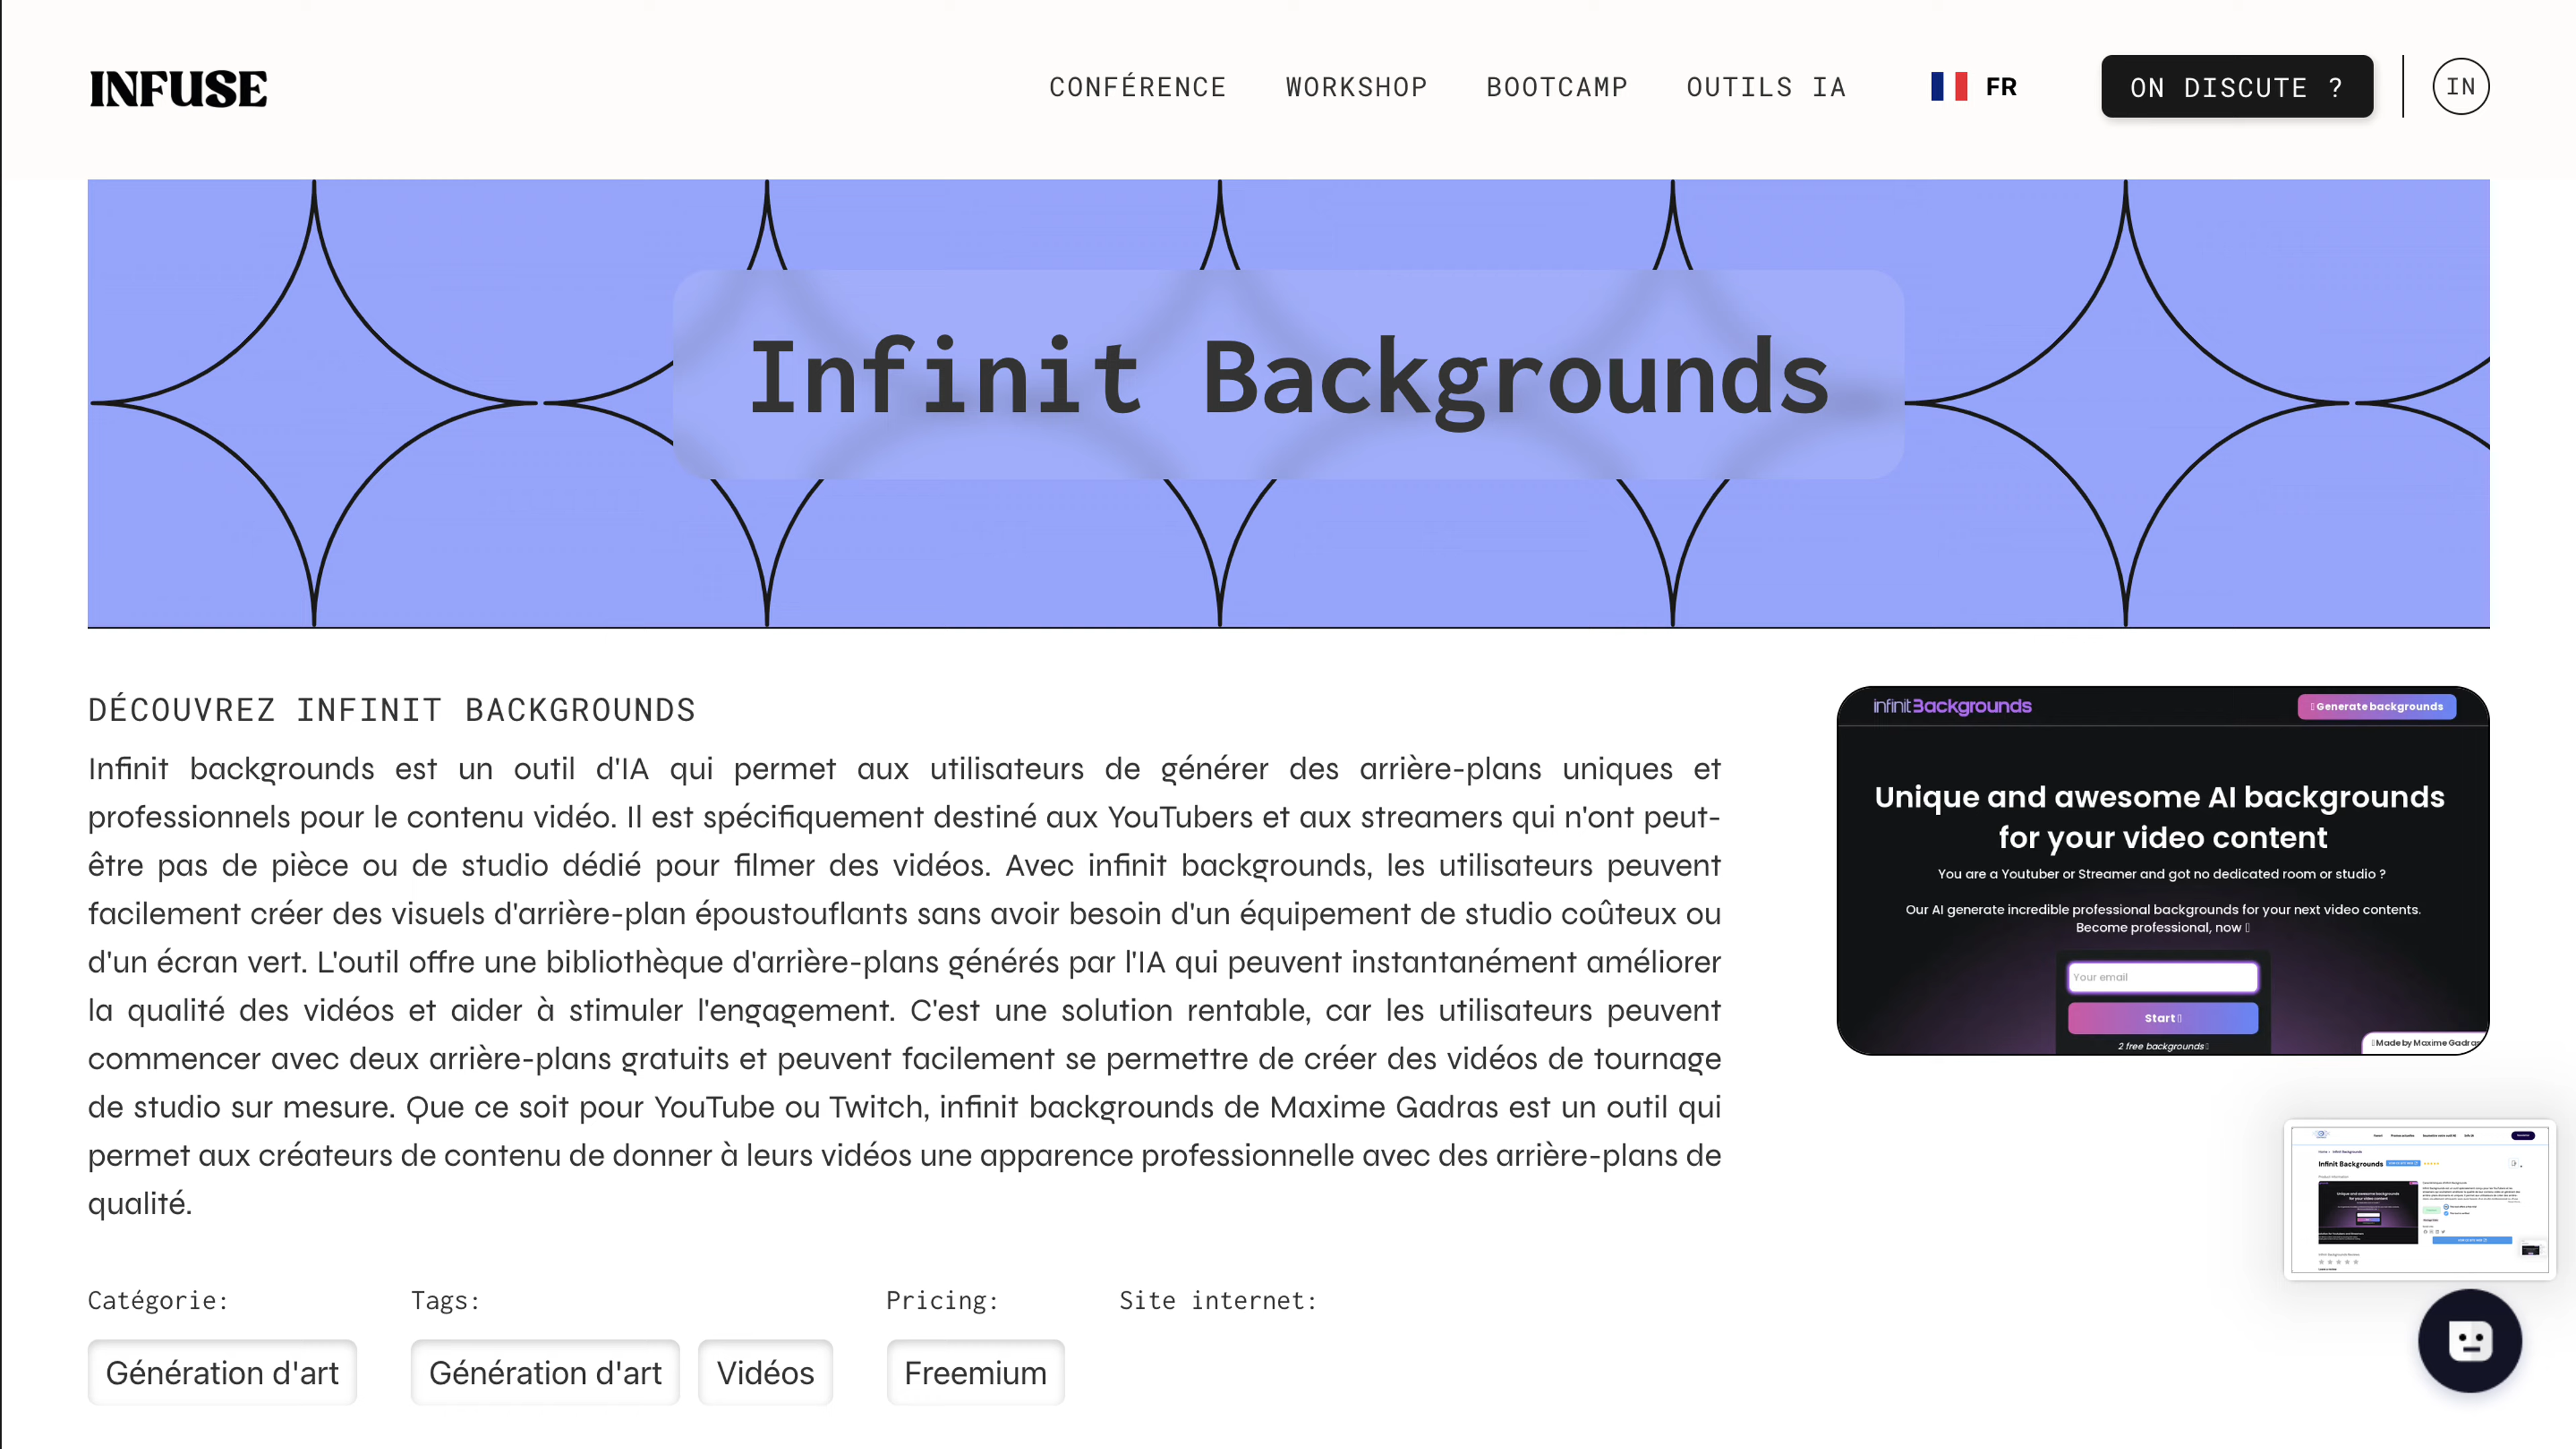 INFUSE
CONFÉRENCE
WORKSHOP
BOOTCAMP
OUTILS IA
FR
ON DISCUTE ?
IN
Infinit Backgrounds
DÉCOUVREZ INFINIT BACKGROUNDS
Infinit backgrounds est un outil d'IA qui permet aux utilisateurs de générer des arrière-plans uniques et
professionnels pour le contenu vidéo. Il est spécifiquement destiné aux YouTubers et aux streamers qui n'ont peut-
être pas de pièce ou de studio dédié pour filmer des vidéos. Avec infinit backgrounds, les utilisateurs peuvent
facilement créer des visuels d'arrière-plan époustouflants sans avoir besoin d'un équipement de studio coûteux ou
d'un écran vert. L'outil offre une bibliothèque d'arrière-plans générés par l'IA qui peuvent instantanément améliorer
la qualité des vidéos et aider à stimuler l'engagement. C'est une solution rentable, car les utilisateurs peuvent
commencer avec deux arrière-plans gratuits et peuvent facilement se permettre de créer des vidéos de tournage
de studio sur mesure. Que ce soit pour YouTube ou Twitch, infinit backgrounds de Maxime Gadras est un outil qui
permet aux créateurs de contenu de donner à leurs vidéos une apparence professionnelle avec des arrière-plans de
qualité.
infinit Backgrounds
Generate backgrounds
Unique and awesome AI backgrounds
for your video content
You are a Youtuber or Streamer and got no dedicated room or studio ?
Our AI generate incredible professional backgrounds for your next video contents.
Become professional, now
Your email
Start
2 free backgrounds
Made by Maxime Gadras
Infinit Backgrounds
Catégorie:
Génération d'art
Tags:
Génération d'art
Vidéos
Pricing:
Freemium
Site internet: